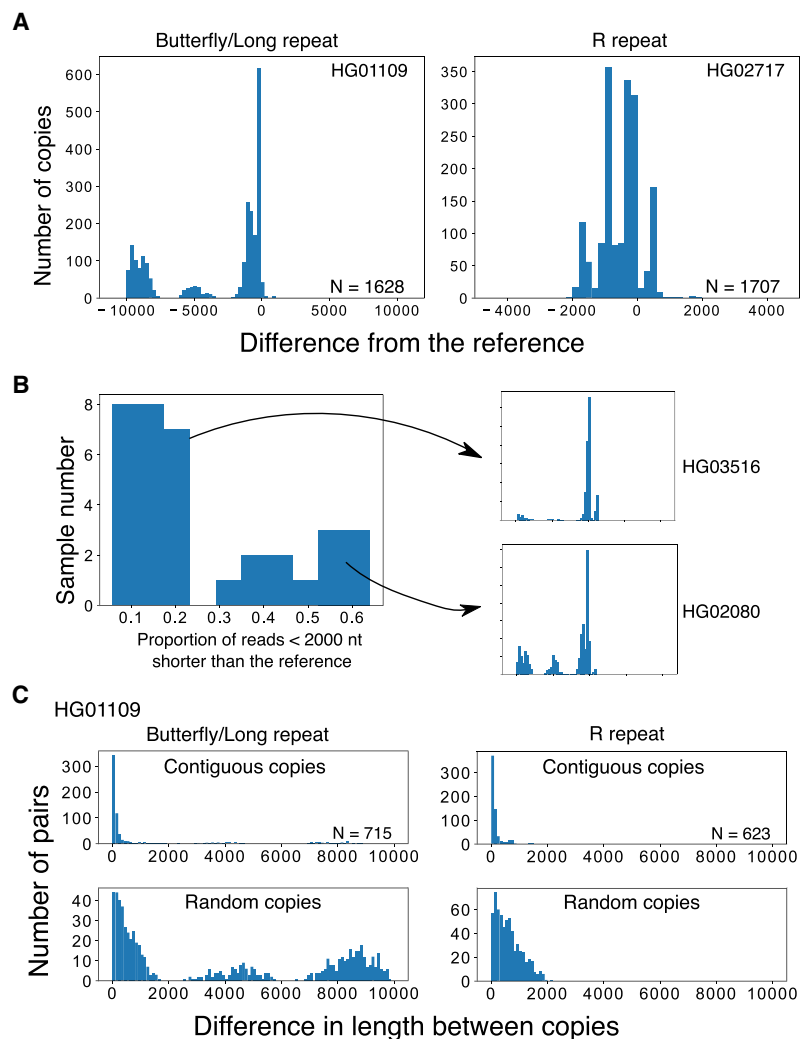 A
Butterfly/Long repeat
R repeat
HG01109
HG02717
Number of copies
600
500
400
300
200
100
0
350
300
250
200
150
100
50
0
N = 1628
N = 1707
− 10000 −5000 0 5000 10000
− 4000 − 2000 0 2000 4000
Difference from the reference
B
Sample number
8
6
4
2
0
0.1 0.2 0.3 0.4 0.5 0.6
Proportion of reads < 2000 nt
shorter than the reference
HG03516
HG02080
C
HG01109
Butterfly/Long repeat
R repeat
Number of pairs
Contiguous copies
300
200
100
0
N = 715
0 2000 4000 6000 8000 10000
Contiguous copies
300
200
100
0
N = 623
0 2000 4000 6000 8000 10000
Random copies
40
30
20
10
0
0 2000 4000 6000 8000 10000
Random copies
60
40
20
0
0 2000 4000 6000 8000 10000
Difference in length between copies